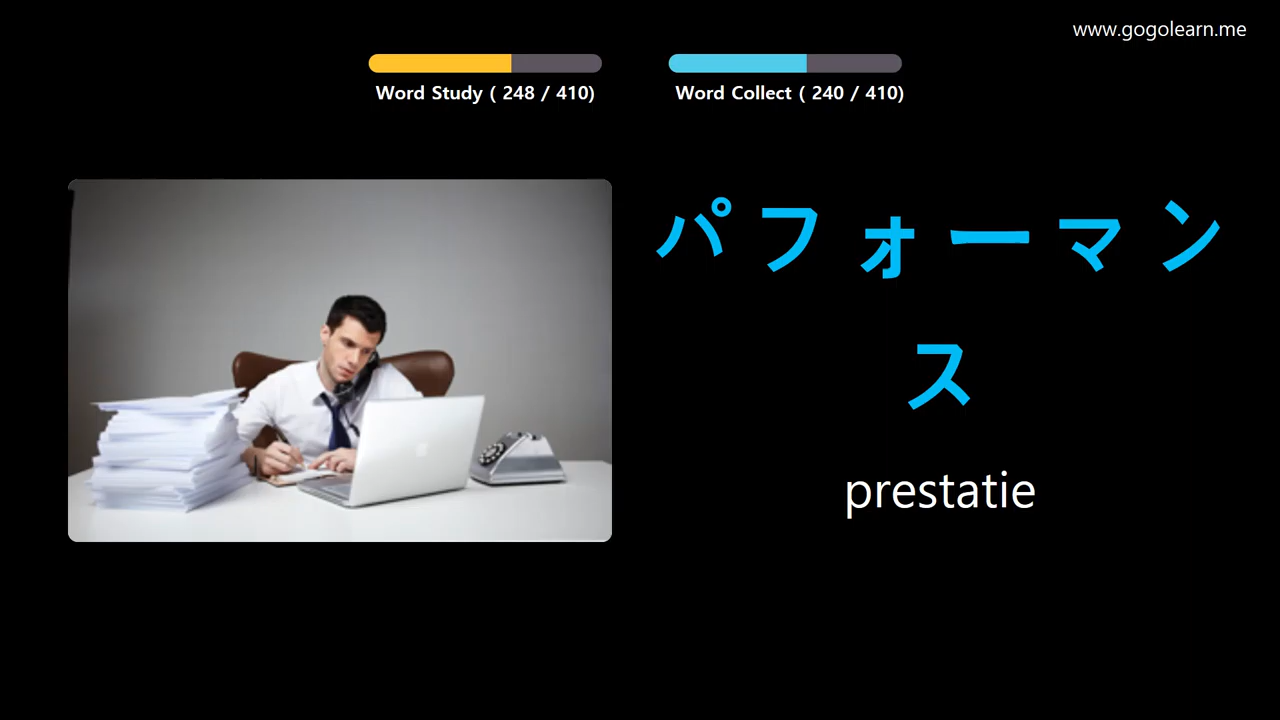 www.gogolearn.me
Word Study ( 248 / 410)
Word Collect ( 240 / 410)
パフォーマン
ス
prestatie